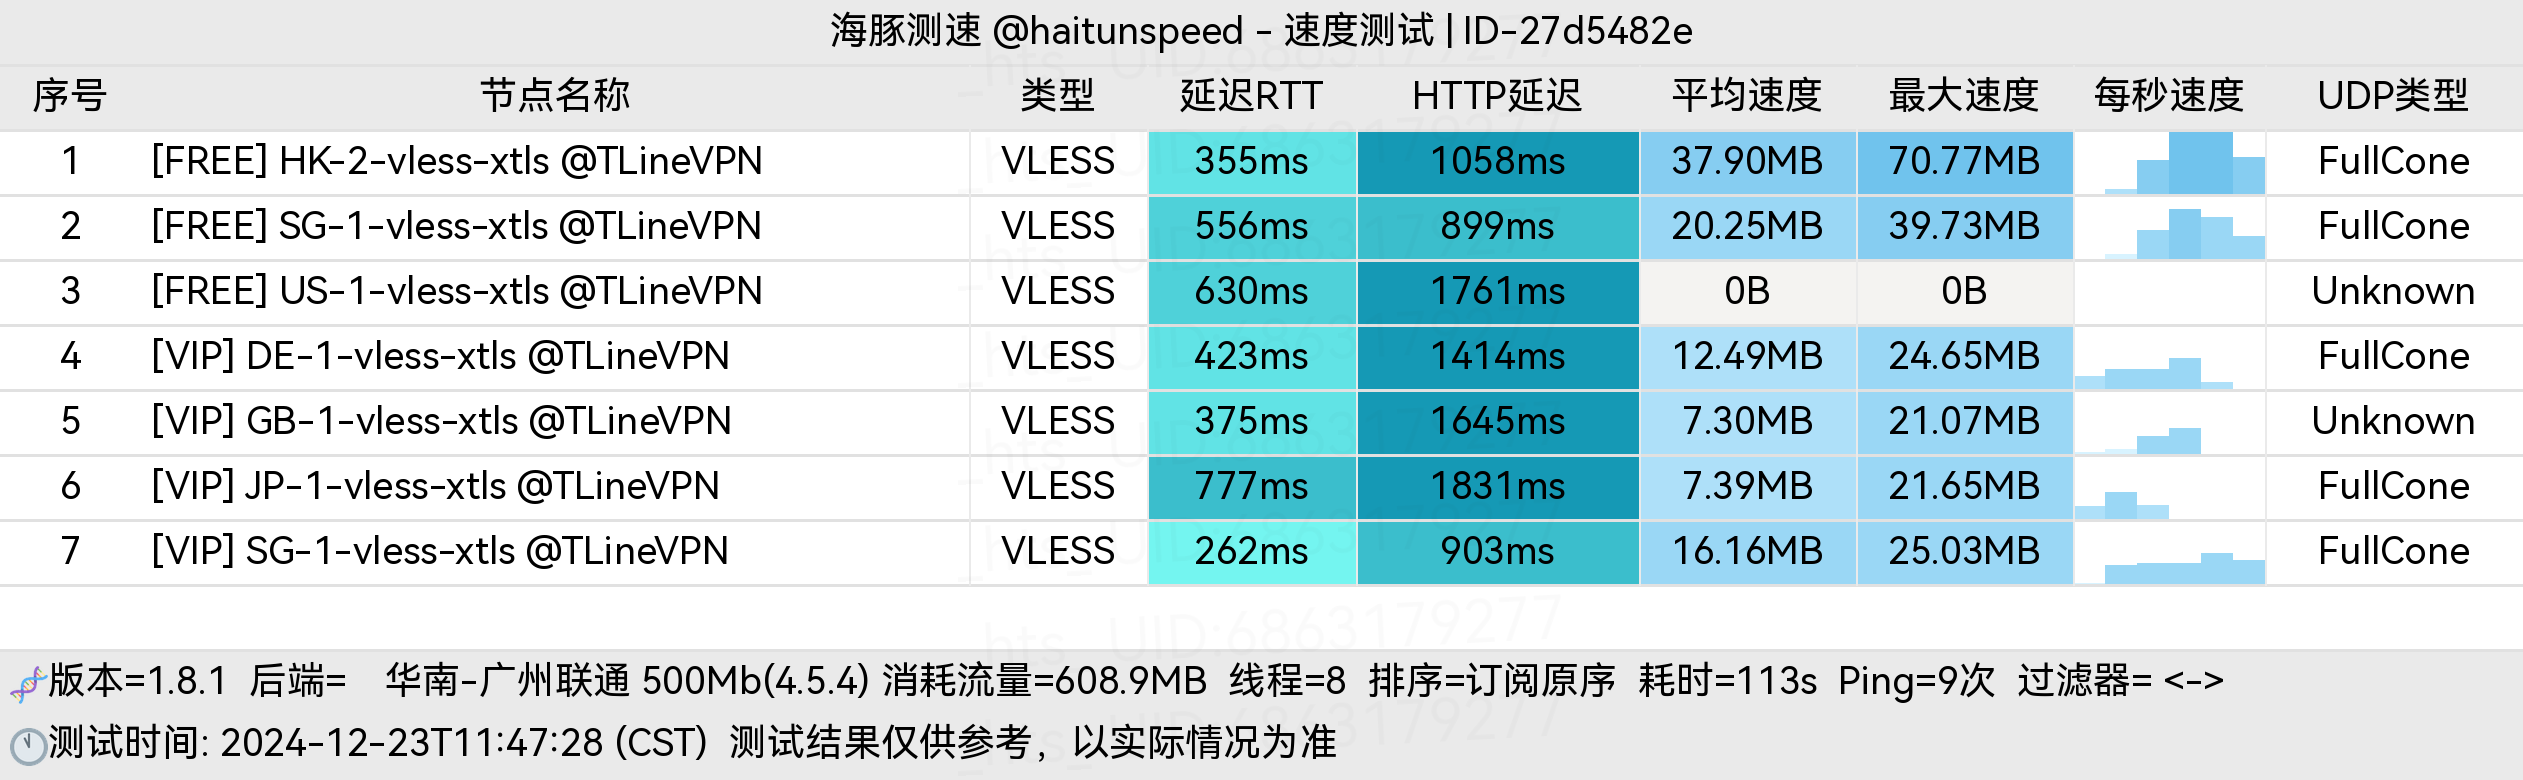 海豚测速 @haitunspeed - 速度测试 | ID-27d5482e
序号 节点名称 类型 延迟RTT HTTP延迟 平均速度 最大速度 每秒速度 UDP类型
1 [FREE] HK-2-vless-xtls @TLineVPN VLESS 355ms 1058ms 37.90MB 70.77MB FullCone
2 [FREE] SG-1-vless-xtls @TLineVPN VLESS 556ms 899ms 20.25MB 39.73MB FullCone
3 [FREE] US-1-vless-xtls @TLineVPN VLESS 630ms 1761ms 0B 0B Unknown
4 [VIP] DE-1-vless-xtls @TLineVPN VLESS 423ms 1414ms 12.49MB 24.65MB FullCone
5 [VIP] GB-1-vless-xtls @TLineVPN VLESS 375ms 1645ms 7.30MB 21.07MB Unknown
6 [VIP] JP-1-vless-xtls @TLineVPN VLESS 777ms 1831ms 7.39MB 21.65MB FullCone
7 [VIP] SG-1-vless-xtls @TLineVPN VLESS 262ms 903ms 16.16MB 25.03MB FullCone
_hts_ UID:6863179277
版本=1.8.1 后端= 华南-广州联通 500Mb(4.5.4) 消耗流量=608.9MB 线程=8 排序=订阅原序 耗时=113s Ping=9次 过滤器= <->
测试时间: 2024-12-23T11:47:28 (CST) 测试结果仅供参考，以实际情况为准